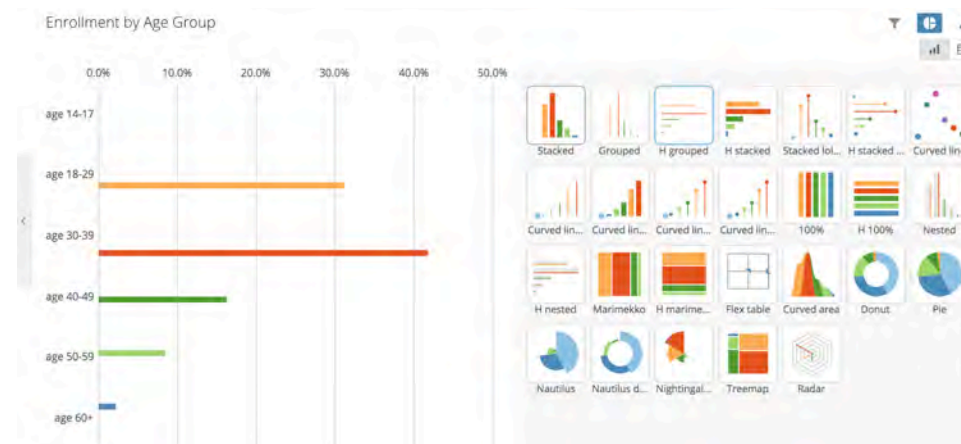 Enrollment by Age Group
0.0% 10.0% 20.0% 30.0% 40.0% 50.0%
age 14-17
age 18-29
age 30-39
age 40-49
age 50-59
age 60+
Stacked Grouped H grouped H stacked Stacked lol... H stacked ... Curved lin
Curved lin... Curved lin... Curved lin... Curved lin... 100% H 100% Nested
H nested Marimekko H marime... Flex table Curved area Donut Pie
Nautilus Nautilus d... Nightingal... Treemap Radar